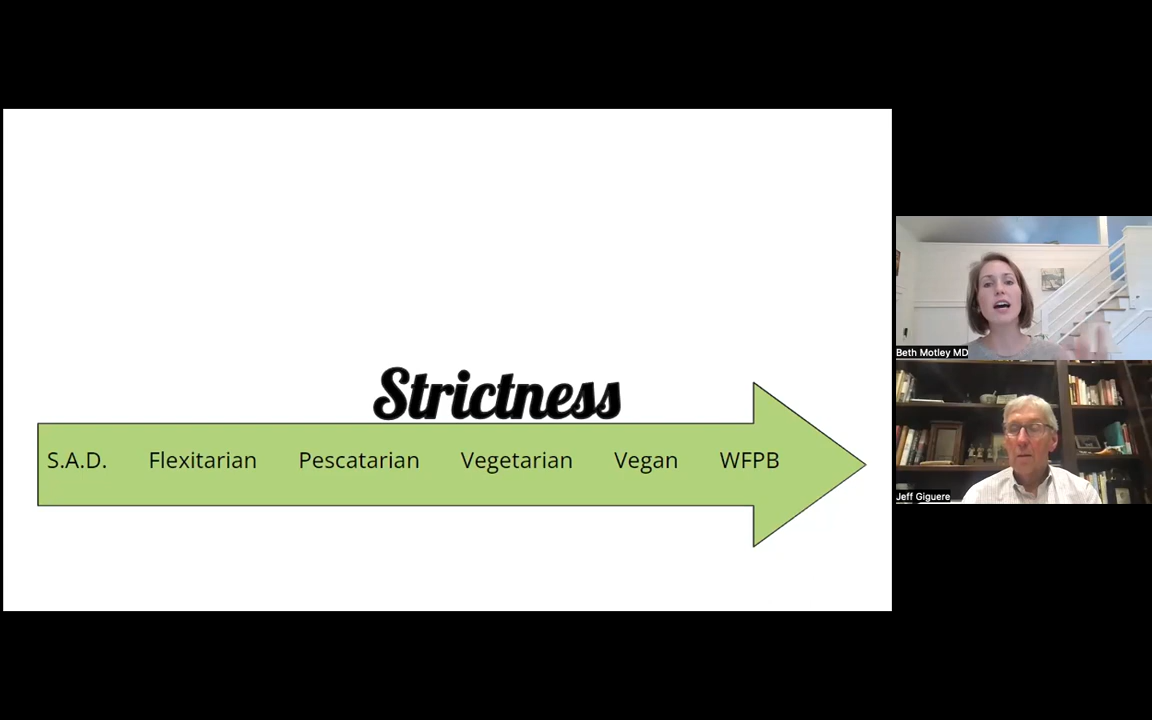 Strictness
S.A.D. Flexitarian Pescatarian Vegetarian Vegan WFPB
Beth Motley MD
Jeff Giguere